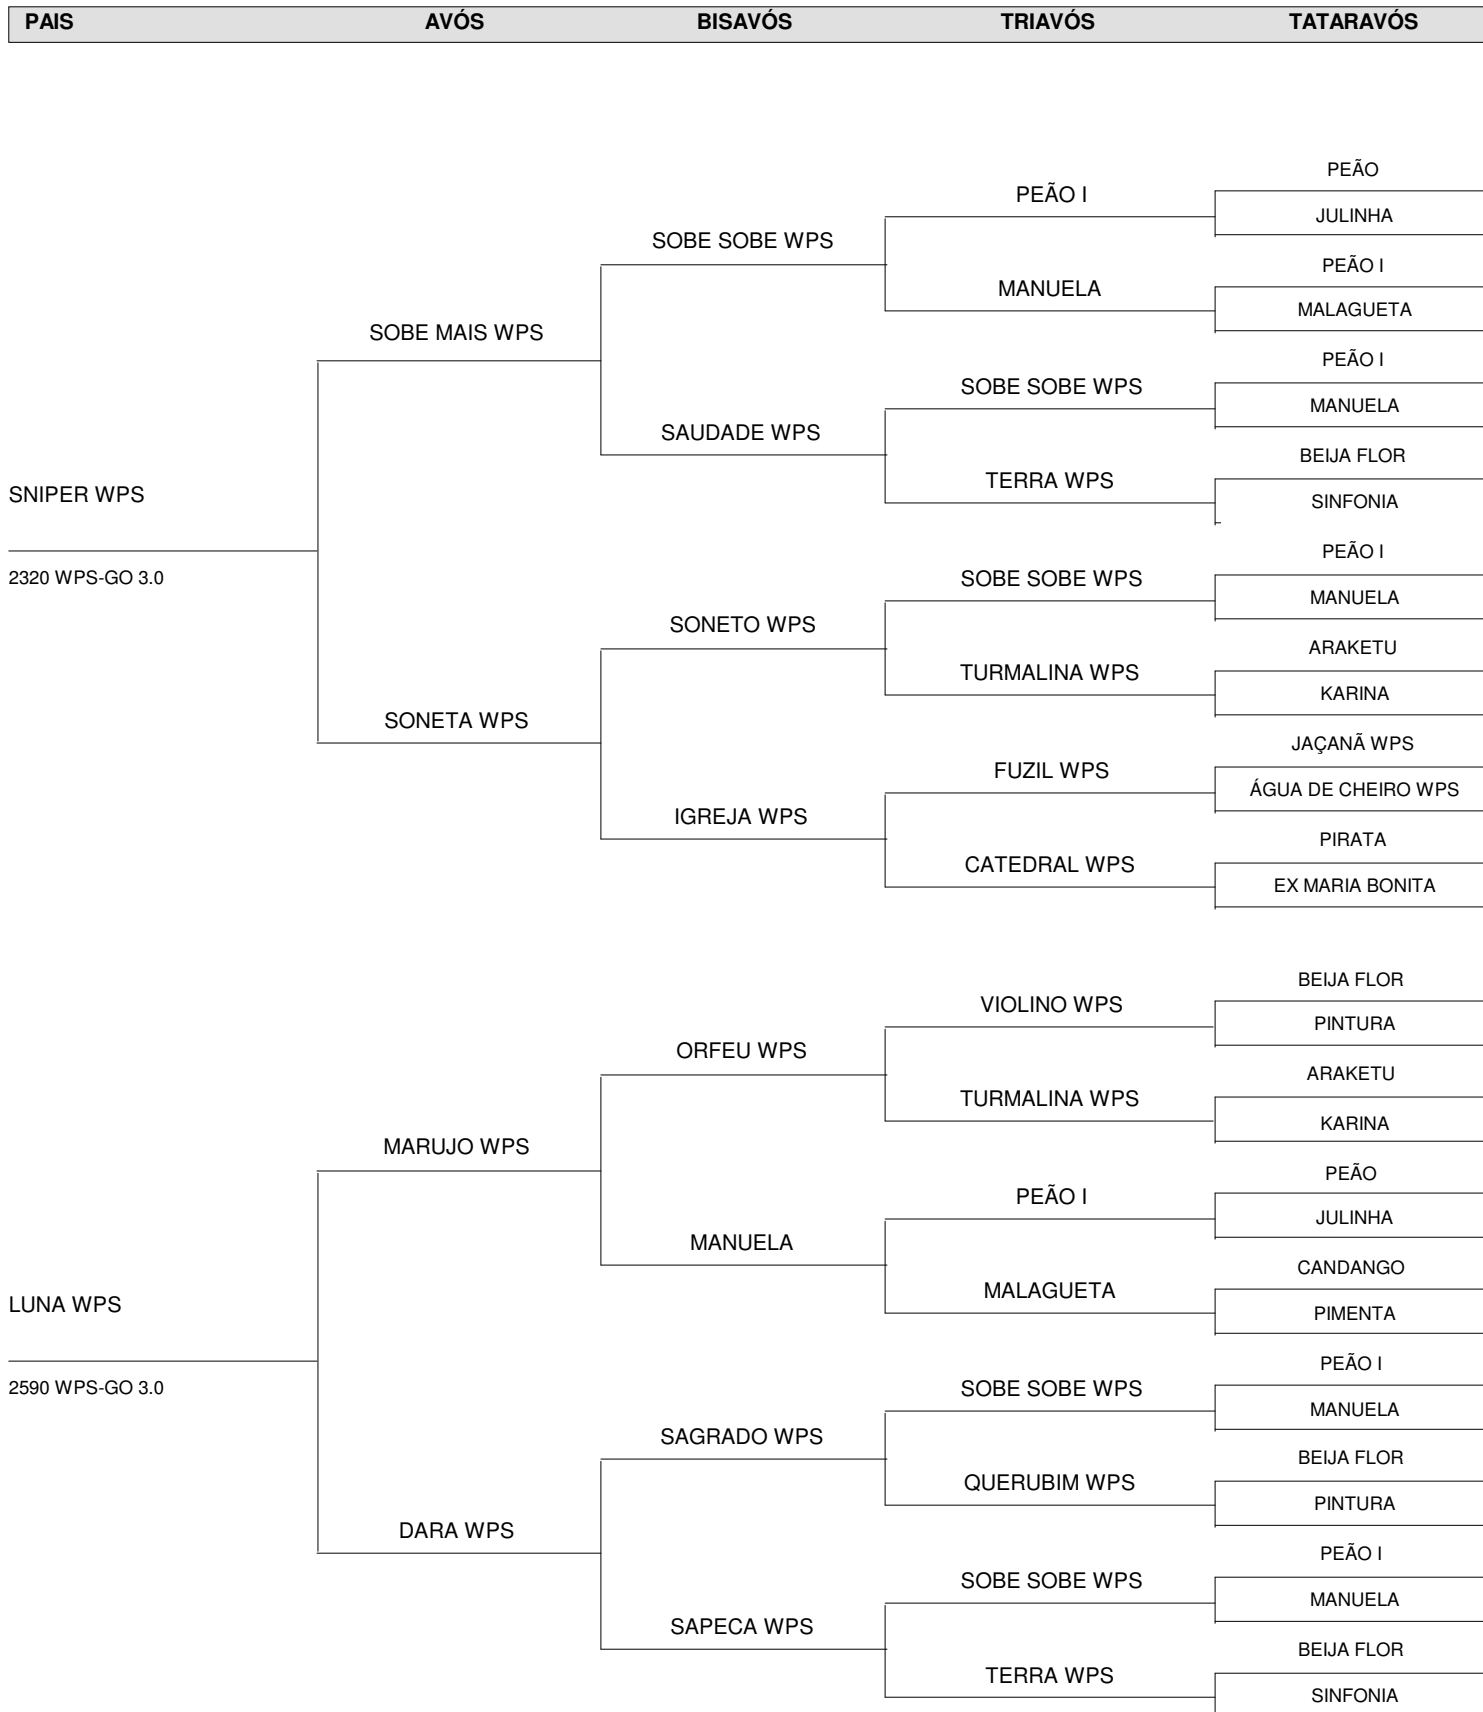 PAIS AVÓS BISAVÓS TRIAVÓS TATARAVÓS
PEÃO
PEÃO I
JULINHA
SOBE SOBE WPS
PEÃO I
MANUELA
MALAGUETA
SOBE MAIS WPS
PEÃO I
SOBE SOBE WPS
MANUELA
SAUDADE WPS
BEIJA FLOR
TERRA WPS
SNIPER WPS
SINFONIA
PEÃO I
2320 WPS-GO 3.0
SOBE SOBE WPS
MANUELA
SONETO WPS
ARAKETU
TURMALINA WPS
KARINA
SONETA WPS
JAÇANÃ WPS
FUZIL WPS
ÁGUA DE CHEIRO WPS
IGREJA WPS
PIRATA
CATEDRAL WPS
EX MARIA BONITA
BEIJA FLOR
VIOLINO WPS
PINTURA
ORFEU WPS
ARAKETU
TURMALINA WPS
KARINA
MARUJO WPS
PEÃO
PEÃO I
JULINHA
MANUELA
CANDANGO
MALAGUETA
LUNA WPS
PIMENTA
PEÃO I
2590 WPS-GO 3.0
SOBE SOBE WPS
MANUELA
SAGRADO WPS
BEIJA FLOR
QUERUBIM WPS
PINTURA
DARA WPS
PEÃO I
SOBE SOBE WPS
MANUELA
SAPECA WPS
BEIJA FLOR
TERRA WPS
SINFONIA